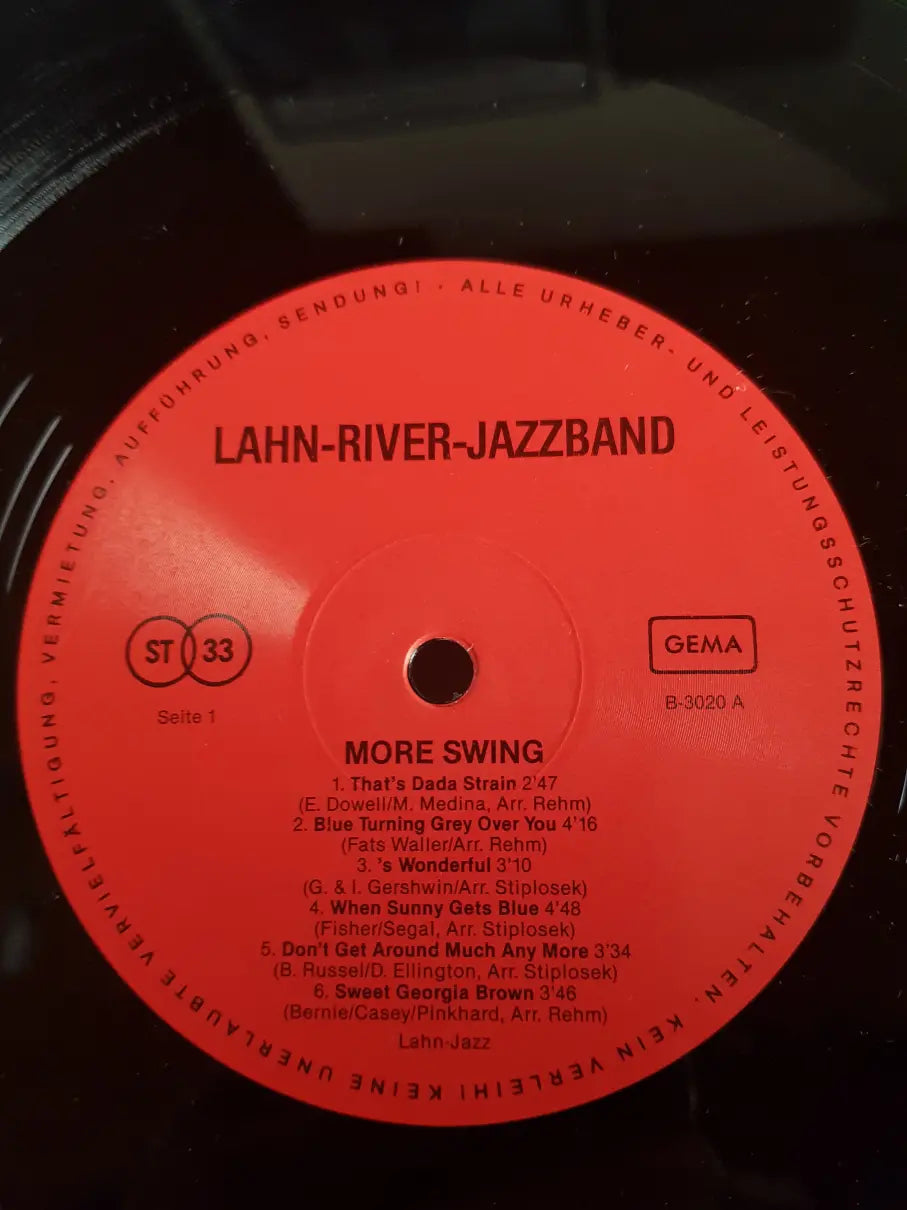 ALLE URHEBER- UND LEISTUNGSSCHUTZRECHTE VORBEHALTEN, KEIN VERLEIH! KEINE UNERLAUBTE VERVIELFÄLTIGUNG, VERMIETUNG, AUFFÜHRUNG, SENDUNG! ·
LAHN-RIVER-JAZZBAND
ST 33
GEMA
Seite 1
B-3020 A
MORE SWING
1. That's Dada Strain 2'47
(E. Dowell/M. Medina, Arr. Rehm)
2. Blue Turning Grey Over You 4'16
(Fats Waller/Arr. Rehm)
3. 's Wonderful 3'10
(G. & I. Gershwin/Arr. Stiplosek)
4. When Sunny Gets Blue 4'48
(Fisher/Segal, Arr. Stiplosek)
5. Don't Get Around Much Any More 3'34
(B. Russel/D. Ellington, Arr. Stiplosek)
6. Sweet Georgia Brown 3'46
(Bernie/Casey/Pinkhard, Arr. Rehm)
Lahn-Jazz